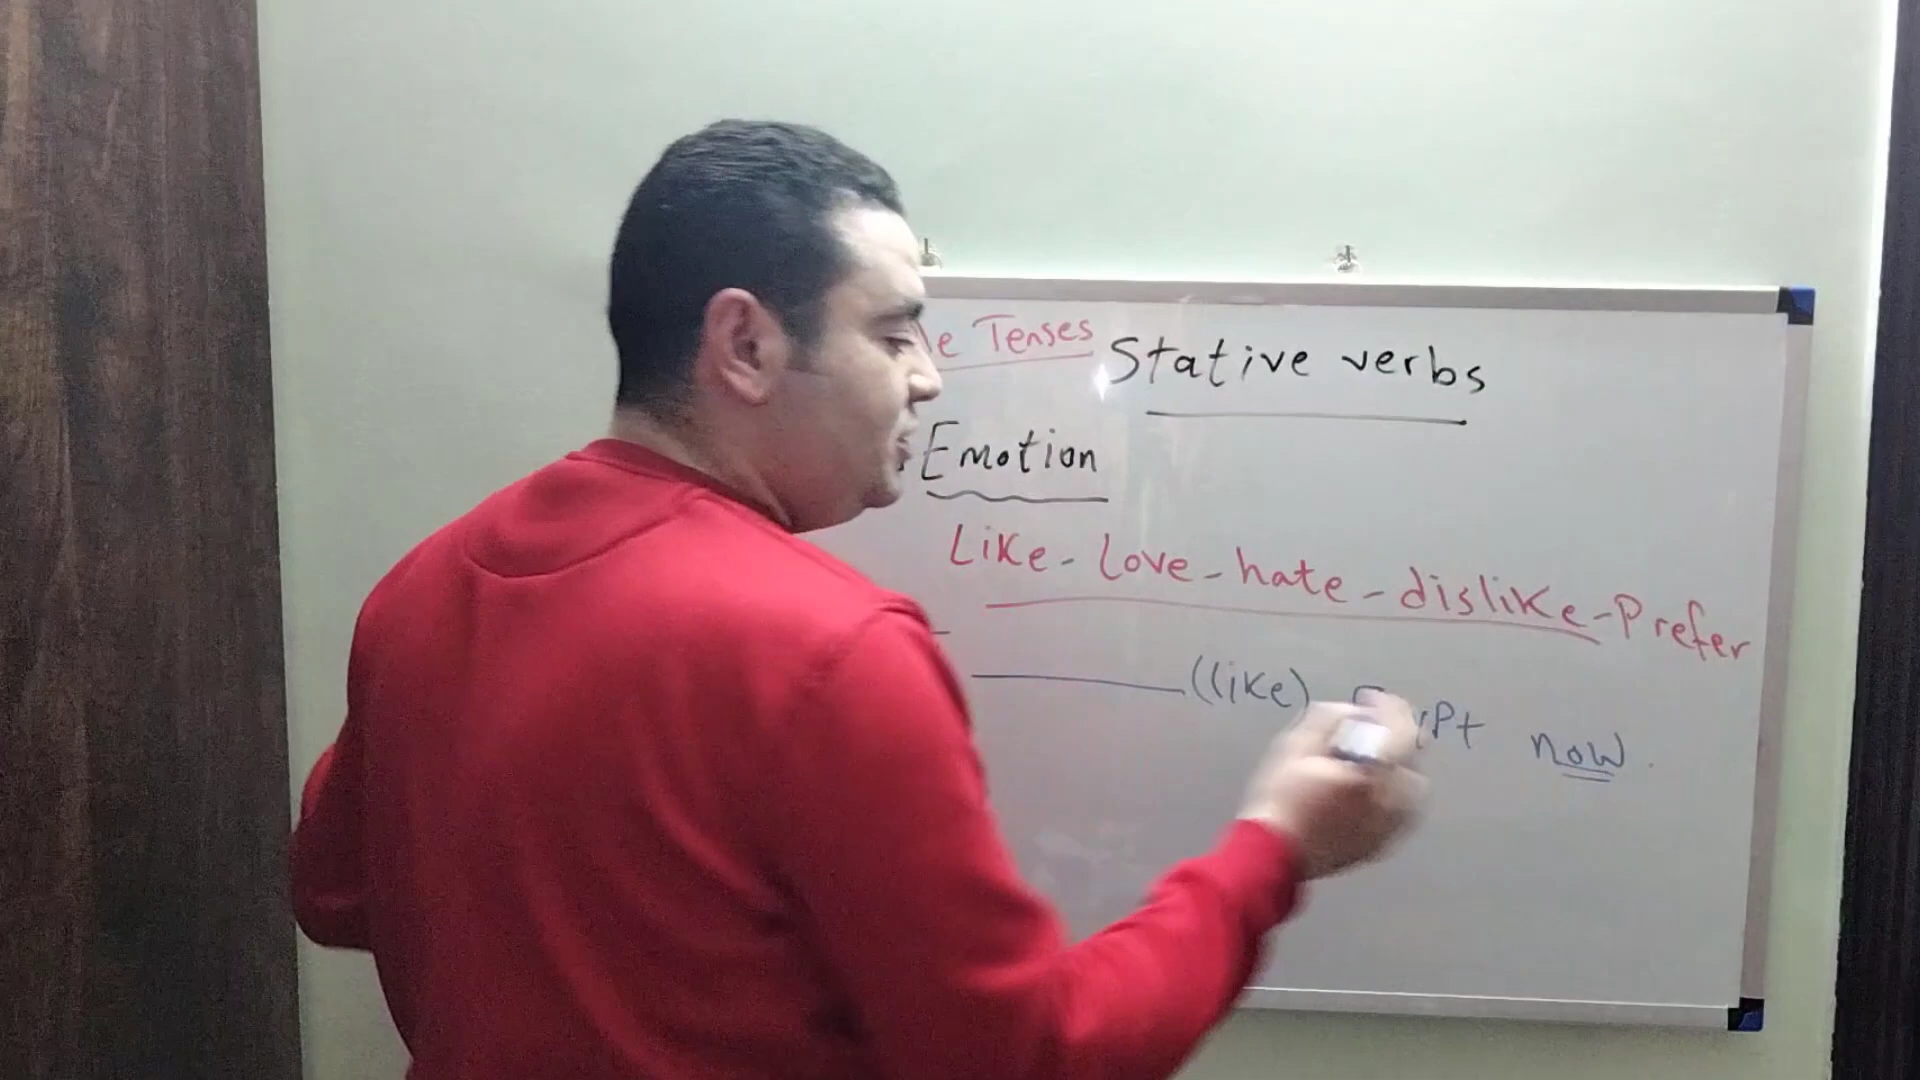 Tenses
Stative verbs
Emotion
Like - Love - hate - dislike - Prefer
(like) now.